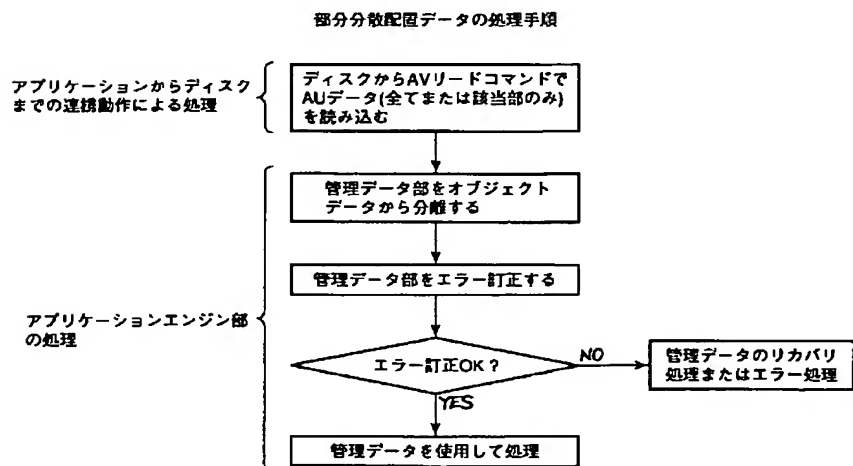 部分分散配置データの処理手順
アプリケーションからディスク
までの連携動作による処理
ディスクからAVリードコマンドで
AUデータ(全てまたは該当部のみ)
を読み込む
管理データ部をオブジェクト
データから分離する
管理データ部をエラー訂正する
アプリケーションエンジン部
の処理
エラー訂正OK？
NO
管理データのリカバリ
処理またはエラー処理
YES
管理データを使用して処理